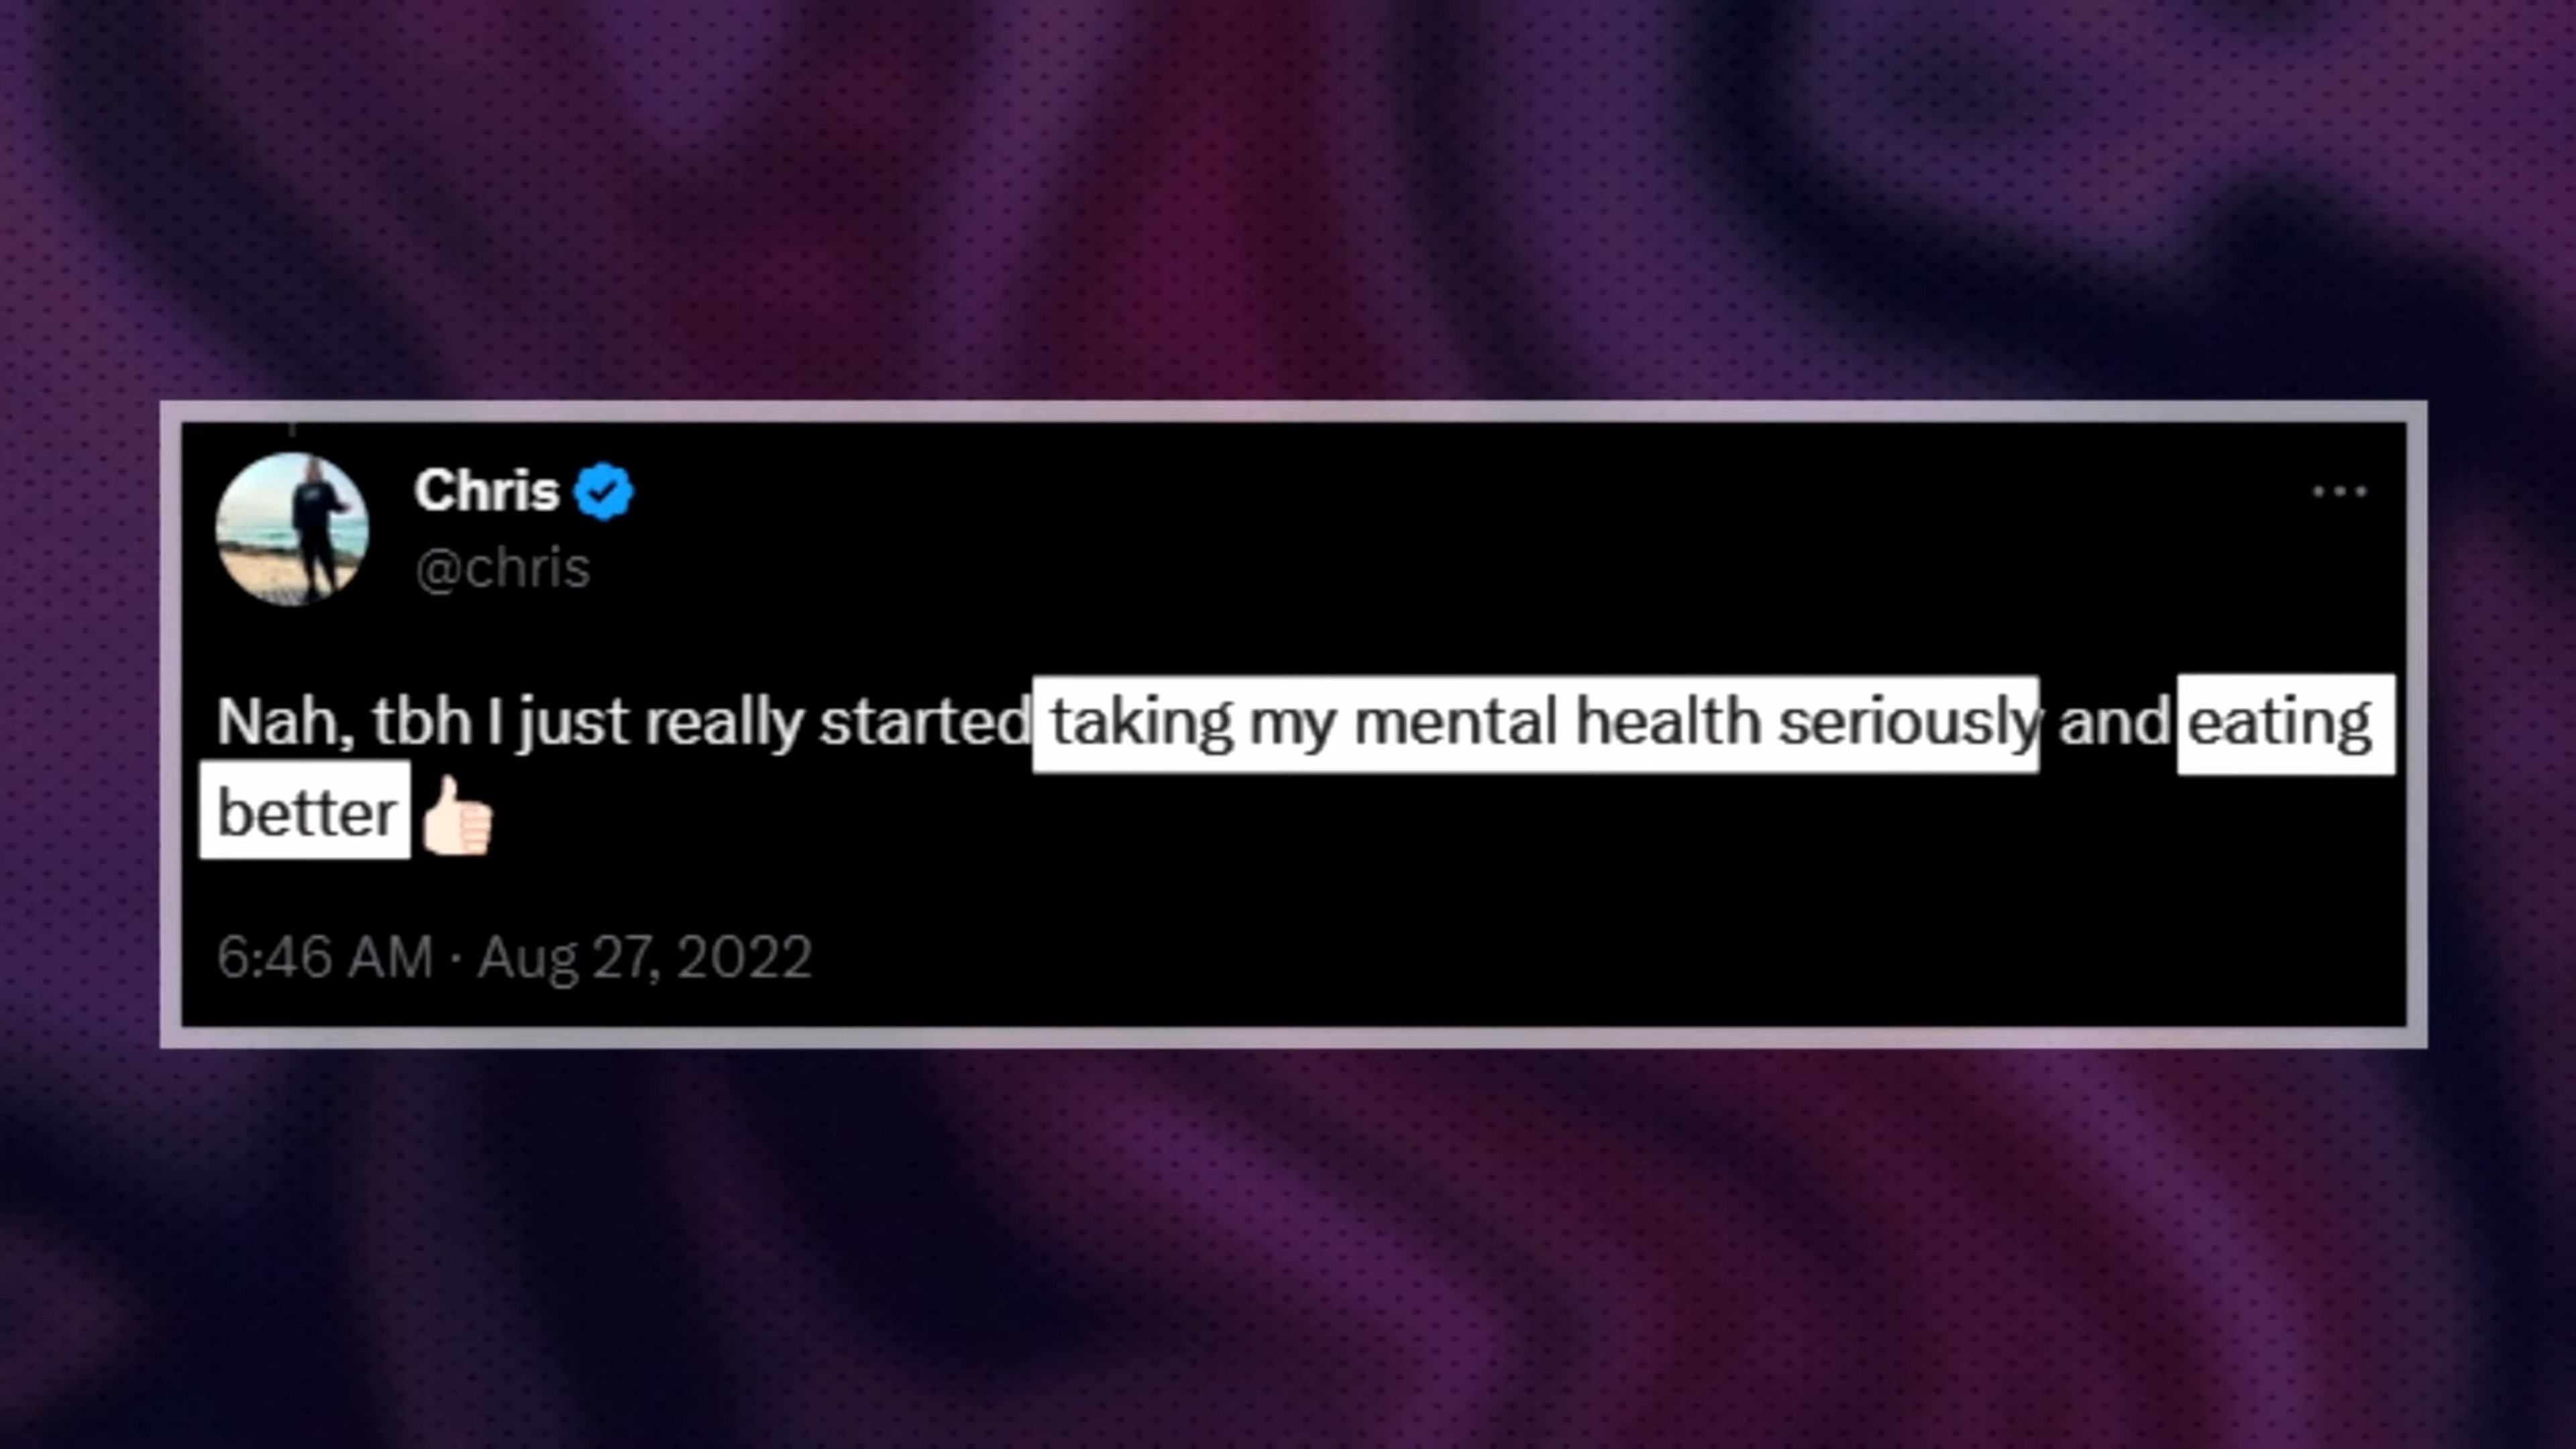 Chris
@chris
Nah, tbh I just really started taking my mental health seriously and eating
better 👍🏻
6:46 AM · Aug 27, 2022